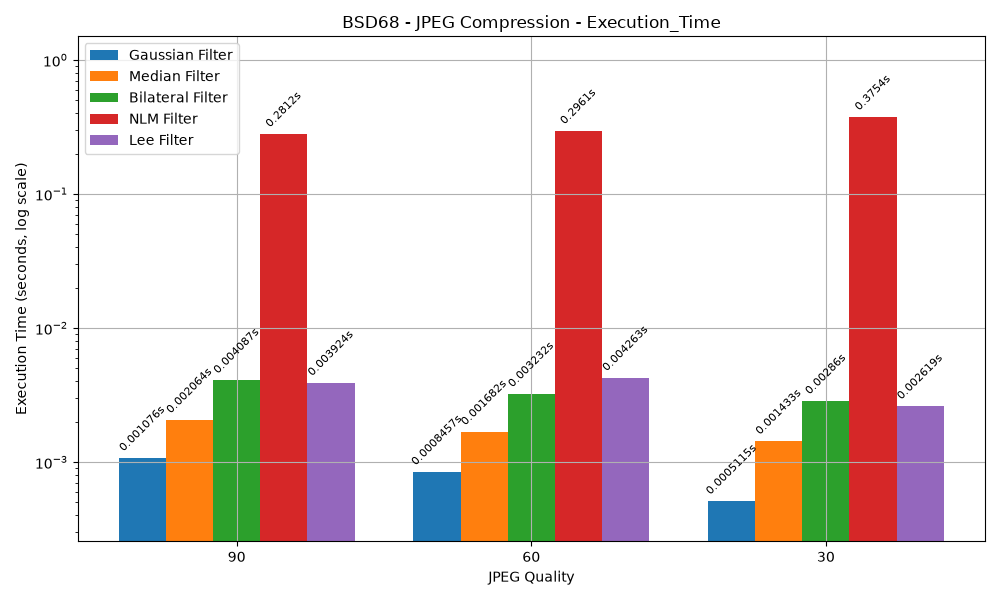 BSD68 - JPEG Compression - Execution_Time
Gaussian Filter
Median Filter
Bilateral Filter
NLM Filter
Lee Filter
Execution Time (seconds, log scale)
10⁰
10⁻¹
10⁻²
10⁻³
0.001076s
0.002064s
0.004087s
0.2812s
0.003924s
0.0008457s
0.001682s
0.003232s
0.2961s
0.004263s
0.0005115s
0.001433s
0.00286s
0.3754s
0.002619s
90
60
30
JPEG Quality